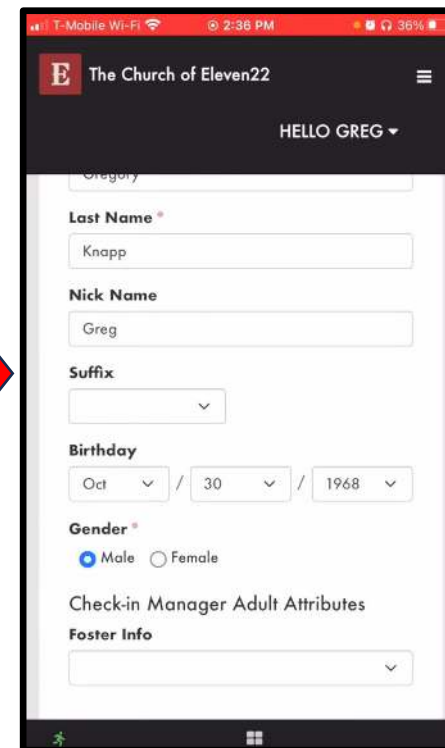 T-Mobile Wi-Fi 2:36 PM 36%
E The Church of Eleven22
HELLO GREG
Gregory
Last Name *
Knapp
Nick Name
Greg
Suffix
Birthday
Oct / 30 / 1968
Gender *
Male Female
Check-in Manager Adult Attributes
Foster Info